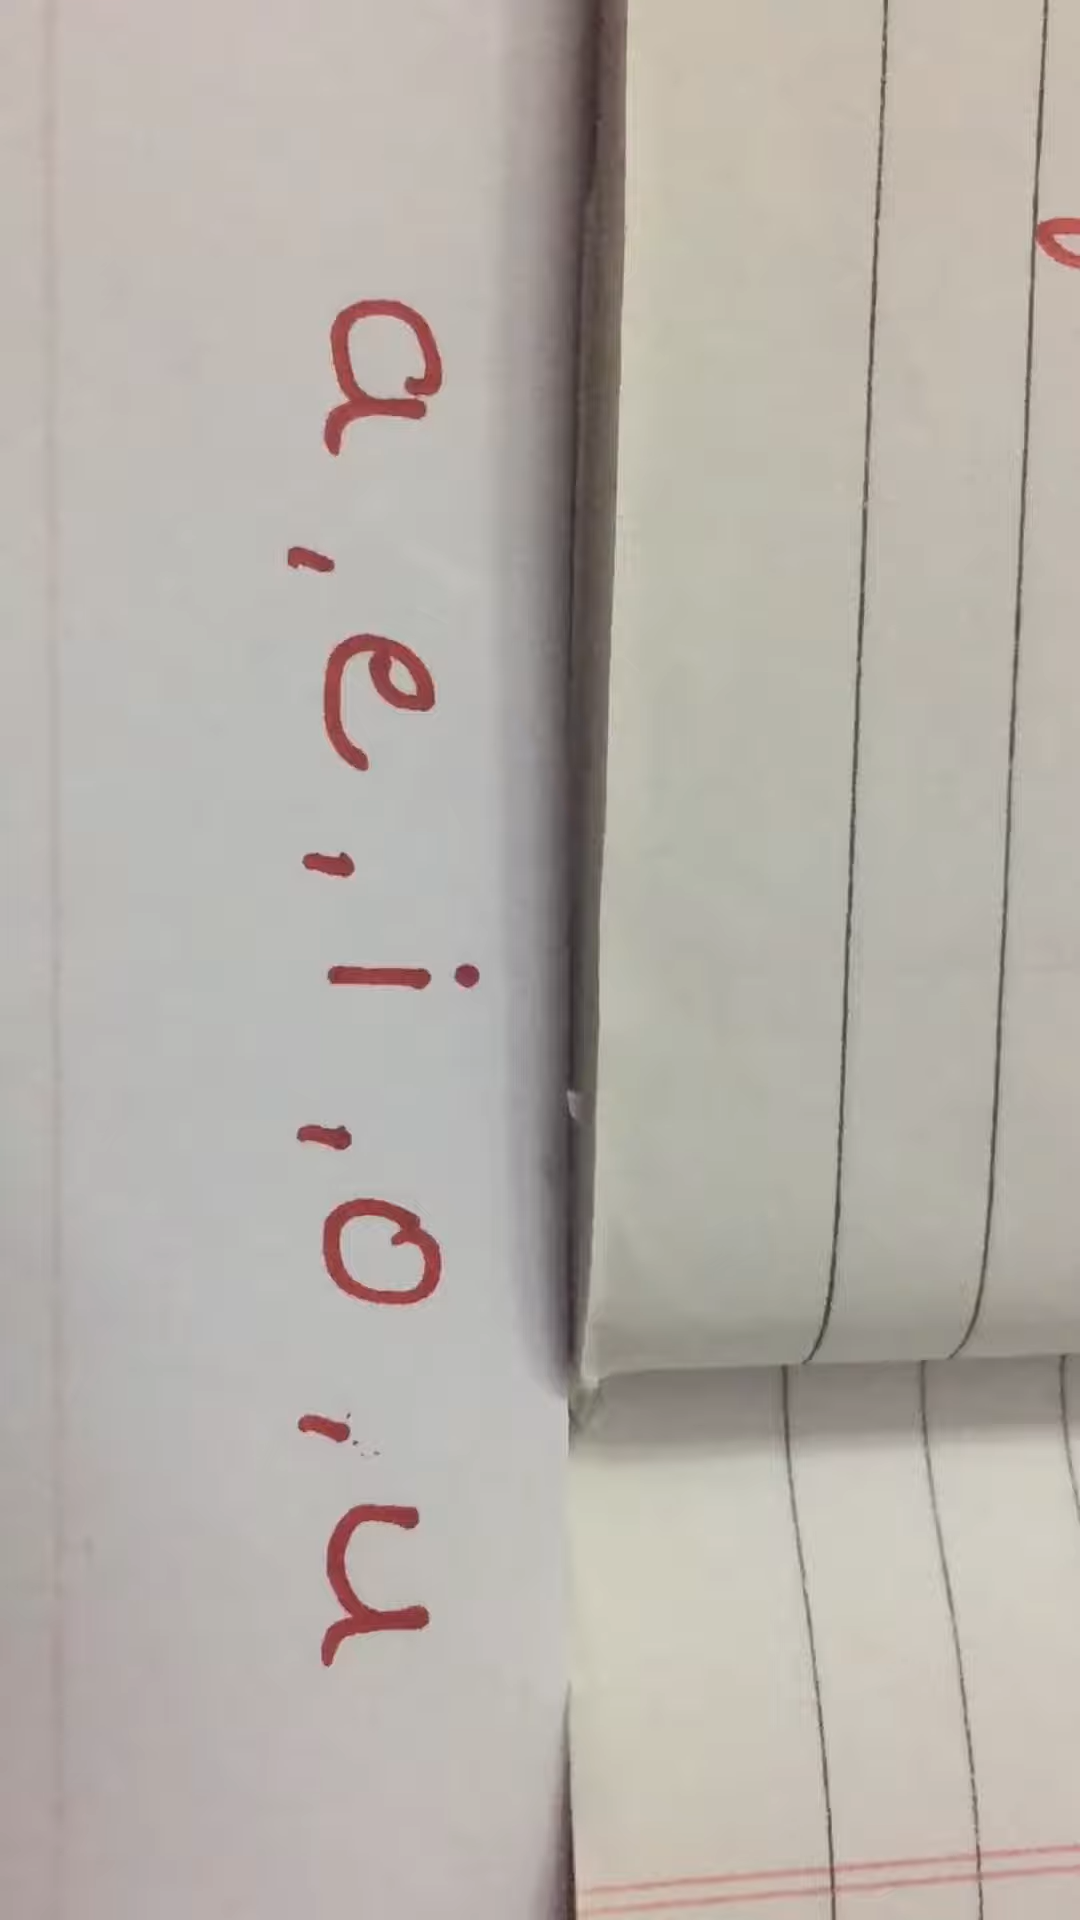 a, e, i, o, u